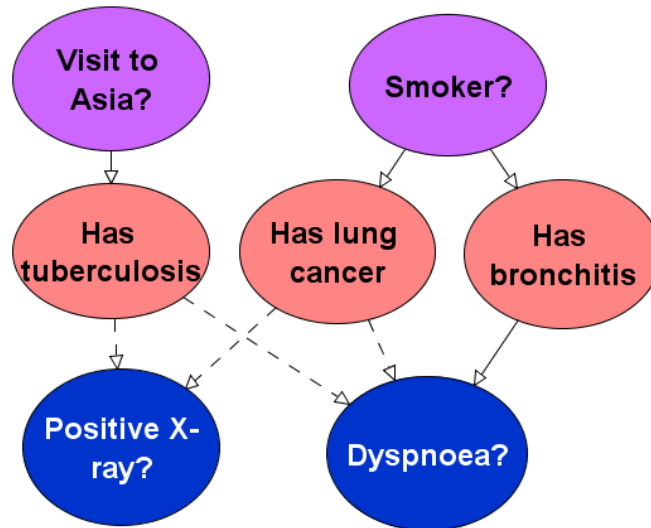 Visit to
Asia?
Smoker?
Has
tuberculosis
Has lung
cancer
Has
bronchitis
Positive X-
ray?
Dyspnoea?